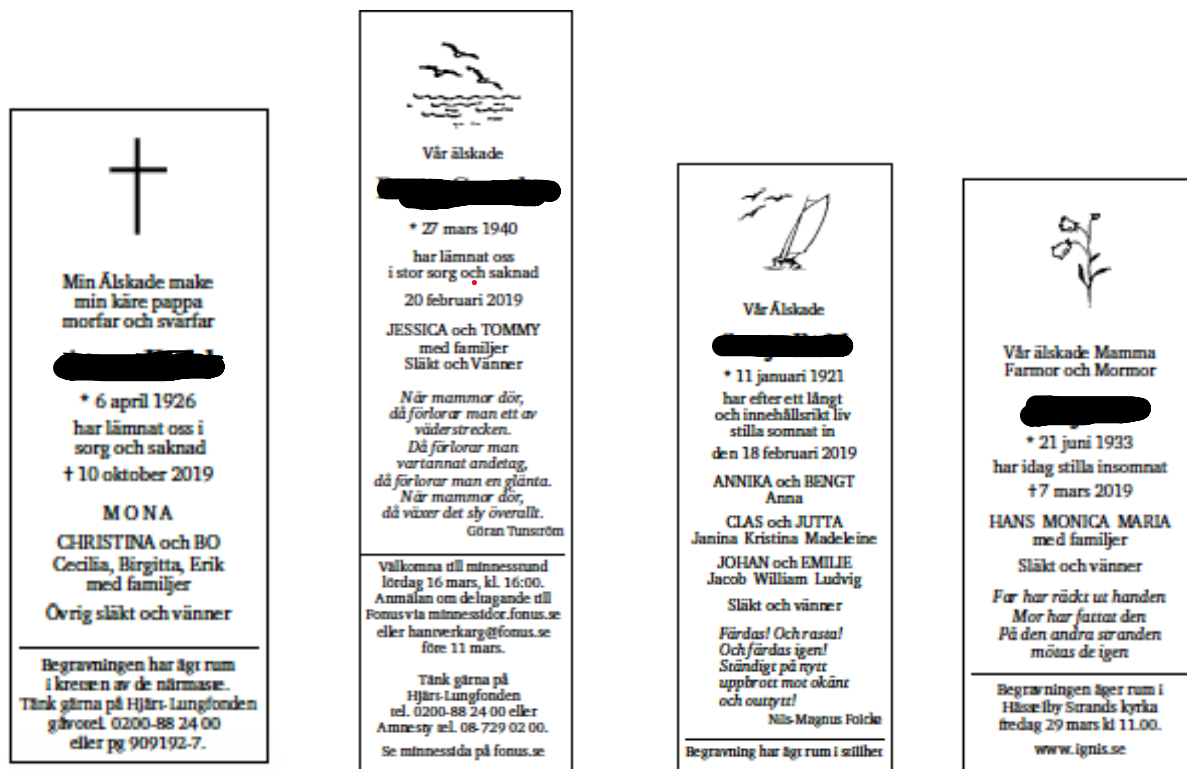 Min Älskade make
min käre pappa
morfar och svärfar
* 6 april 1926
har lämnat oss i
sorg och saknad
† 10 oktober 2019
MONA
CHRISTINA och BO
Cecilia, Birgitta, Erik
med familjer
Övrig släkt och vänner
Begravningen har ägt rum
i kretsen av de närmaste.
Tänk gärna på Hjärt-Lungfonden
gåvotel. 0200-88 24 00
eller pg 909192-7.
Vår älskade
* 27 mars 1940
har lämnat oss
i stor sorg och saknad
20 februari 2019
JESSICA och TOMMY
med familjer
Släkt och Vänner
När mammor dör,
då förlorar man ett av
väderstrecken.
Då förlorar man
vartannat andetag,
då förlorar man en glänta.
När mammor dör,
då växer det sly överallt.
Göran Tunström
Välkomna till minnesstund
lördag 16 mars, kl. 16:00.
Anmälan om deltagande till
Fonus via minnessidor.fonus.se
eller hantverkarg@fonus.se
före 11 mars.
Tänk gärna på
Hjärt-Lungfonden
tel. 0200-88 24 00 eller
Amnesty tel. 08-729 02 00.
Se minnessida på fonus.se
Vår Älskade
* 11 januari 1921
har efter ett långt
och innehållsrikt liv
stilla somnat in
den 18 februari 2019
ANNIKA och BENGT
Anna
CLAS och JUTTA
Janina Kristina Madeleine
JOHAN och EMILIE
Jacob William Ludvig
Släkt och vänner
Färdas! Och rasta!
Och färdas igen!
Ständigt på nytt
uppbrott mot okänt
och outtytt!
Nils-Magnus Folcke
Begravning har ägt rum i stillhet
Vår älskade Mamma
Farmor och Mormor
* 21 juni 1933
har idag stilla insomnat
†7 mars 2019
HANS MONICA MARIA
med familjer
Släkt och vänner
Far har räckt ut handen
Mor har fattat den
På den andra stranden
mötas de igen
Begravningen äger rum i
Hässelby Strands kyrka
fredag 29 mars kl 11.00.
www.ignis.se